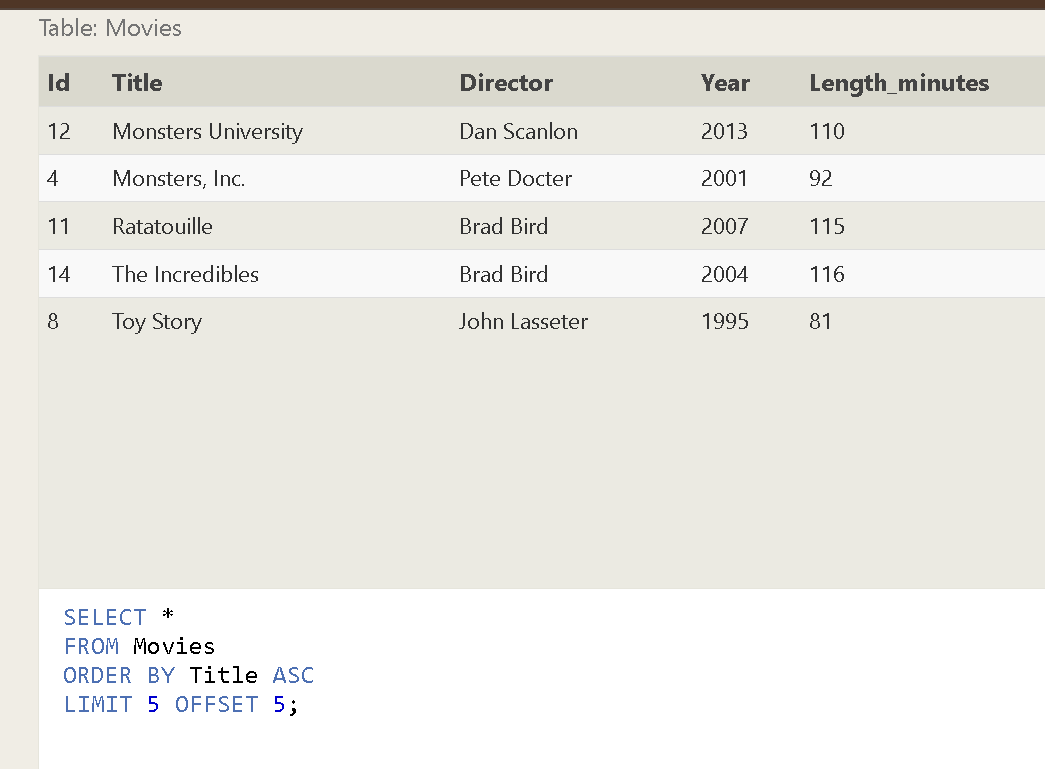 Table: Movies
Id Title Director Year Length_minutes
12 Monsters University Dan Scanlon 2013 110
4 Monsters, Inc. Pete Docter 2001 92
11 Ratatouille Brad Bird 2007 115
14 The Incredibles Brad Bird 2004 116
8 Toy Story John Lasseter 1995 81
SELECT *
FROM Movies
ORDER BY Title ASC
LIMIT 5 OFFSET 5;